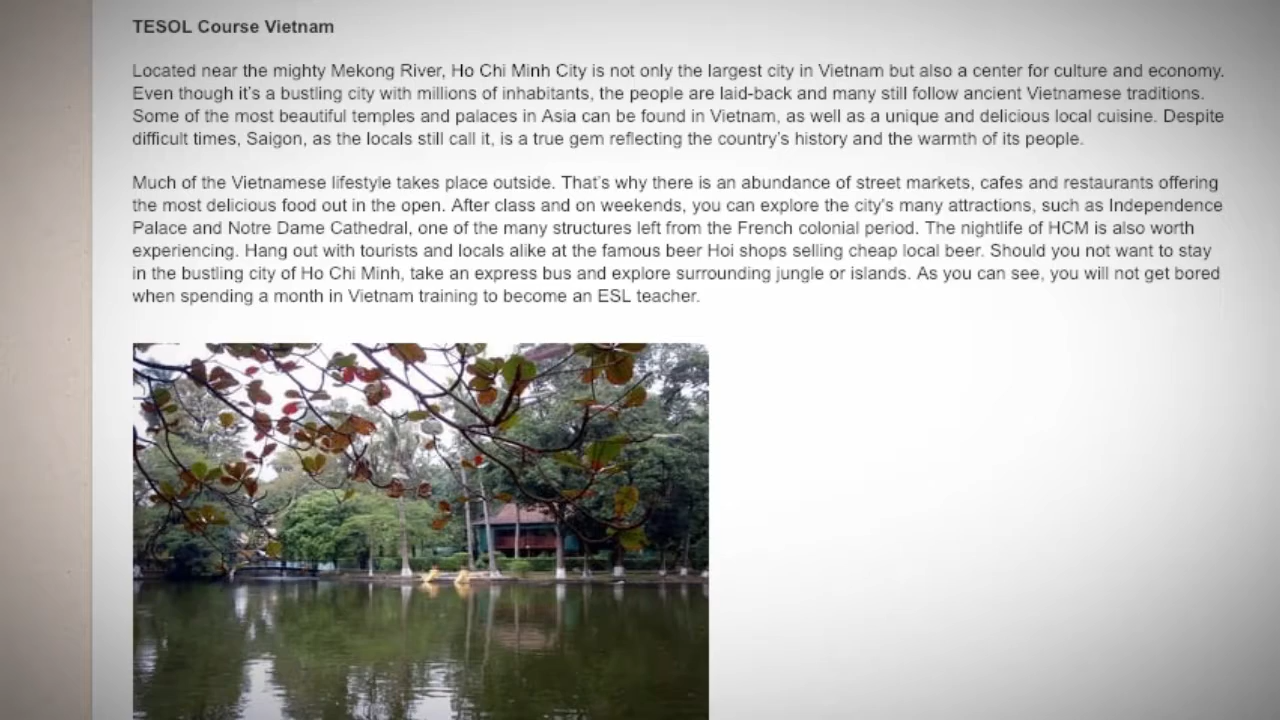 TESOL Course Vietnam
Located near the mighty Mekong River, Ho Chi Minh City is not only the largest city in Vietnam but also a center for culture and economy.
Even though it's a bustling city with millions of inhabitants, the people are laid-back and many still follow ancient Vietnamese traditions.
Some of the most beautiful temples and palaces in Asia can be found in Vietnam, as well as a unique and delicious local cuisine. Despite
difficult times, Saigon, as the locals still call it, is a true gem reflecting the country's history and the warmth of its people.
Much of the Vietnamese lifestyle takes place outside. That's why there is an abundance of street markets, cafes and restaurants offering
the most delicious food out in the open. After class and on weekends, you can explore the city's many attractions, such as Independence
Palace and Notre Dame Cathedral, one of the many structures left from the French colonial period. The nightlife of HCM is also worth
experiencing. Hang out with tourists and locals alike at the famous beer Hoi shops selling cheap local beer. Should you not want to stay
in the bustling city of Ho Chi Minh, take an express bus and explore surrounding jungle or islands. As you can see, you will not get bored
when spending a month in Vietnam training to become an ESL teacher.